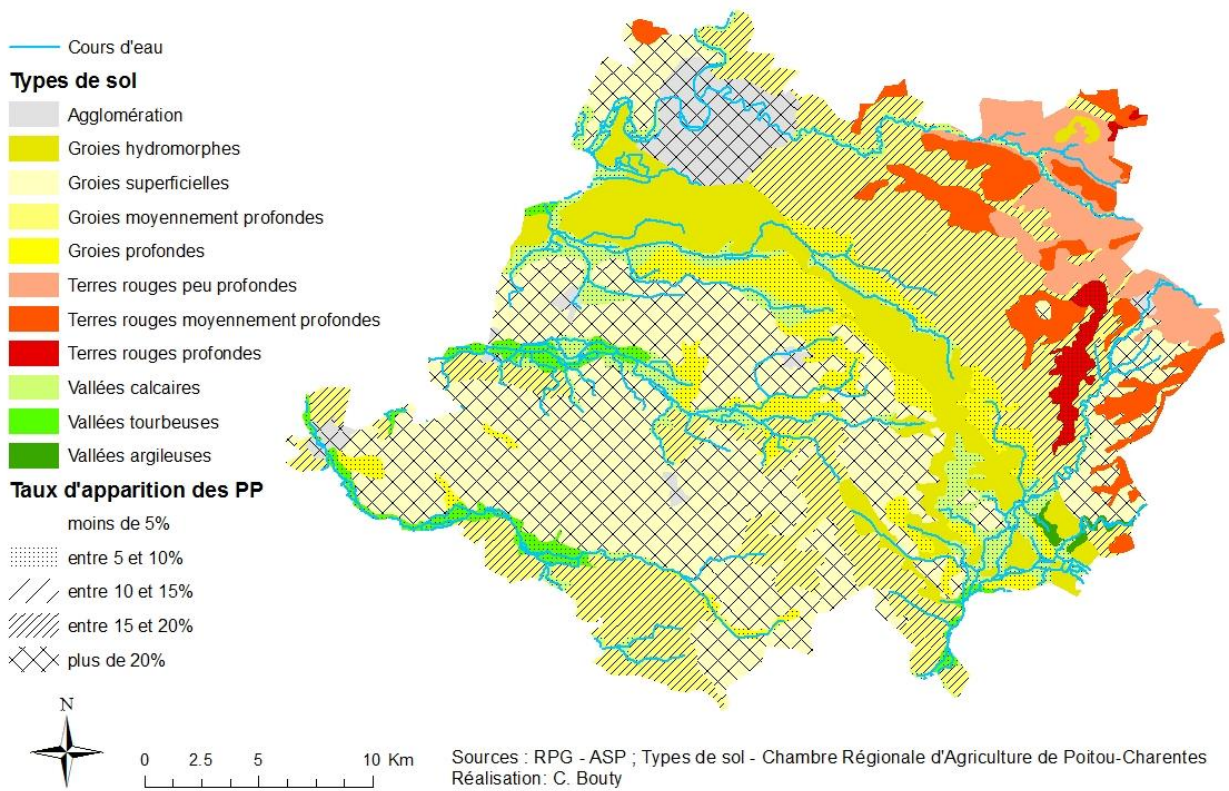 Cours d'eau
Types de sol
Agglomération
Groies hydromorphes
Groies superficielles
Groies moyennement profondes
Groies profondes
Terres rouges peu profondes
Terres rouges moyennement profondes
Terres rouges profondes
Vallées calcaires
Vallées tourbeuses
Vallées argileuses
Taux d'apparition des PP
moins de 5%
entre 5 et 10%
entre 10 et 15%
entre 15 et 20%
plus de 20%
N
0 2.5 5 10 Km
Sources : RPG - ASP ; Types de sol - Chambre Régionale d'Agriculture de Poitou-Charentes
Réalisation: C. Bouty